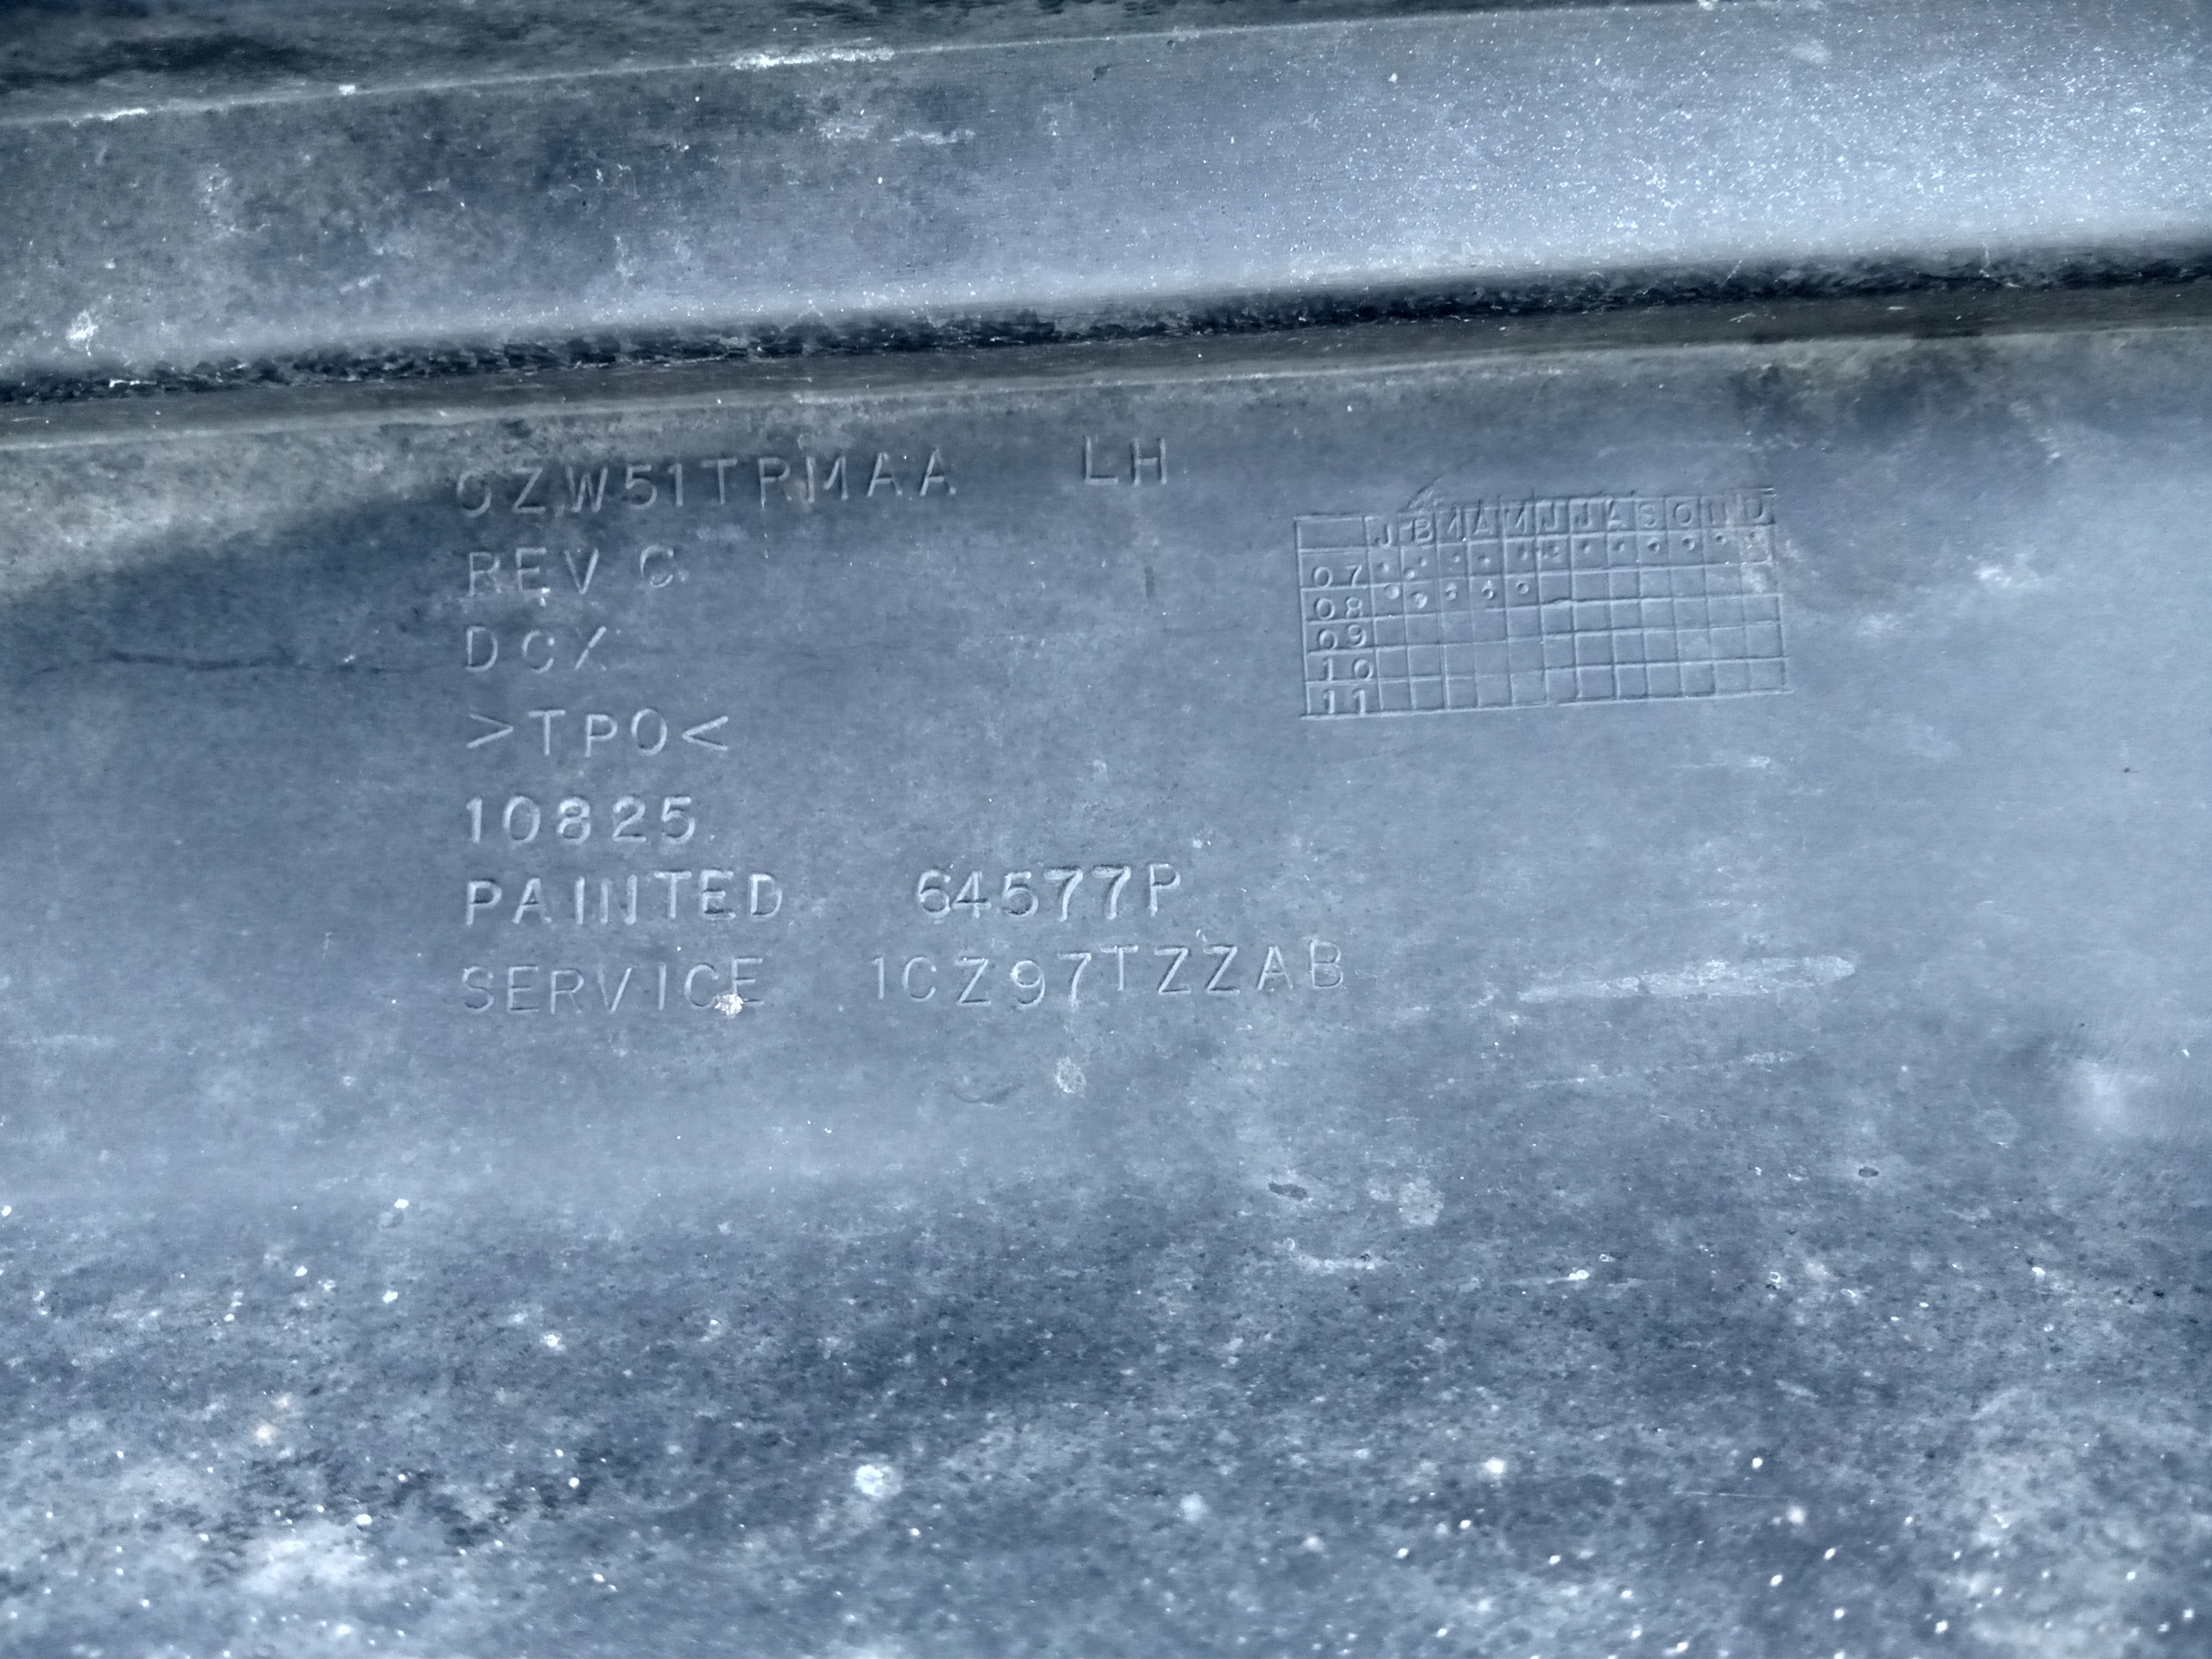 0ZW51TRMAA LH
REV C
DCX
>TPO<
10825
PAINTED 64577P
SERVICE 1CZ97TZZAB
J B M A M J J A S O N D
07
08
09
10
11